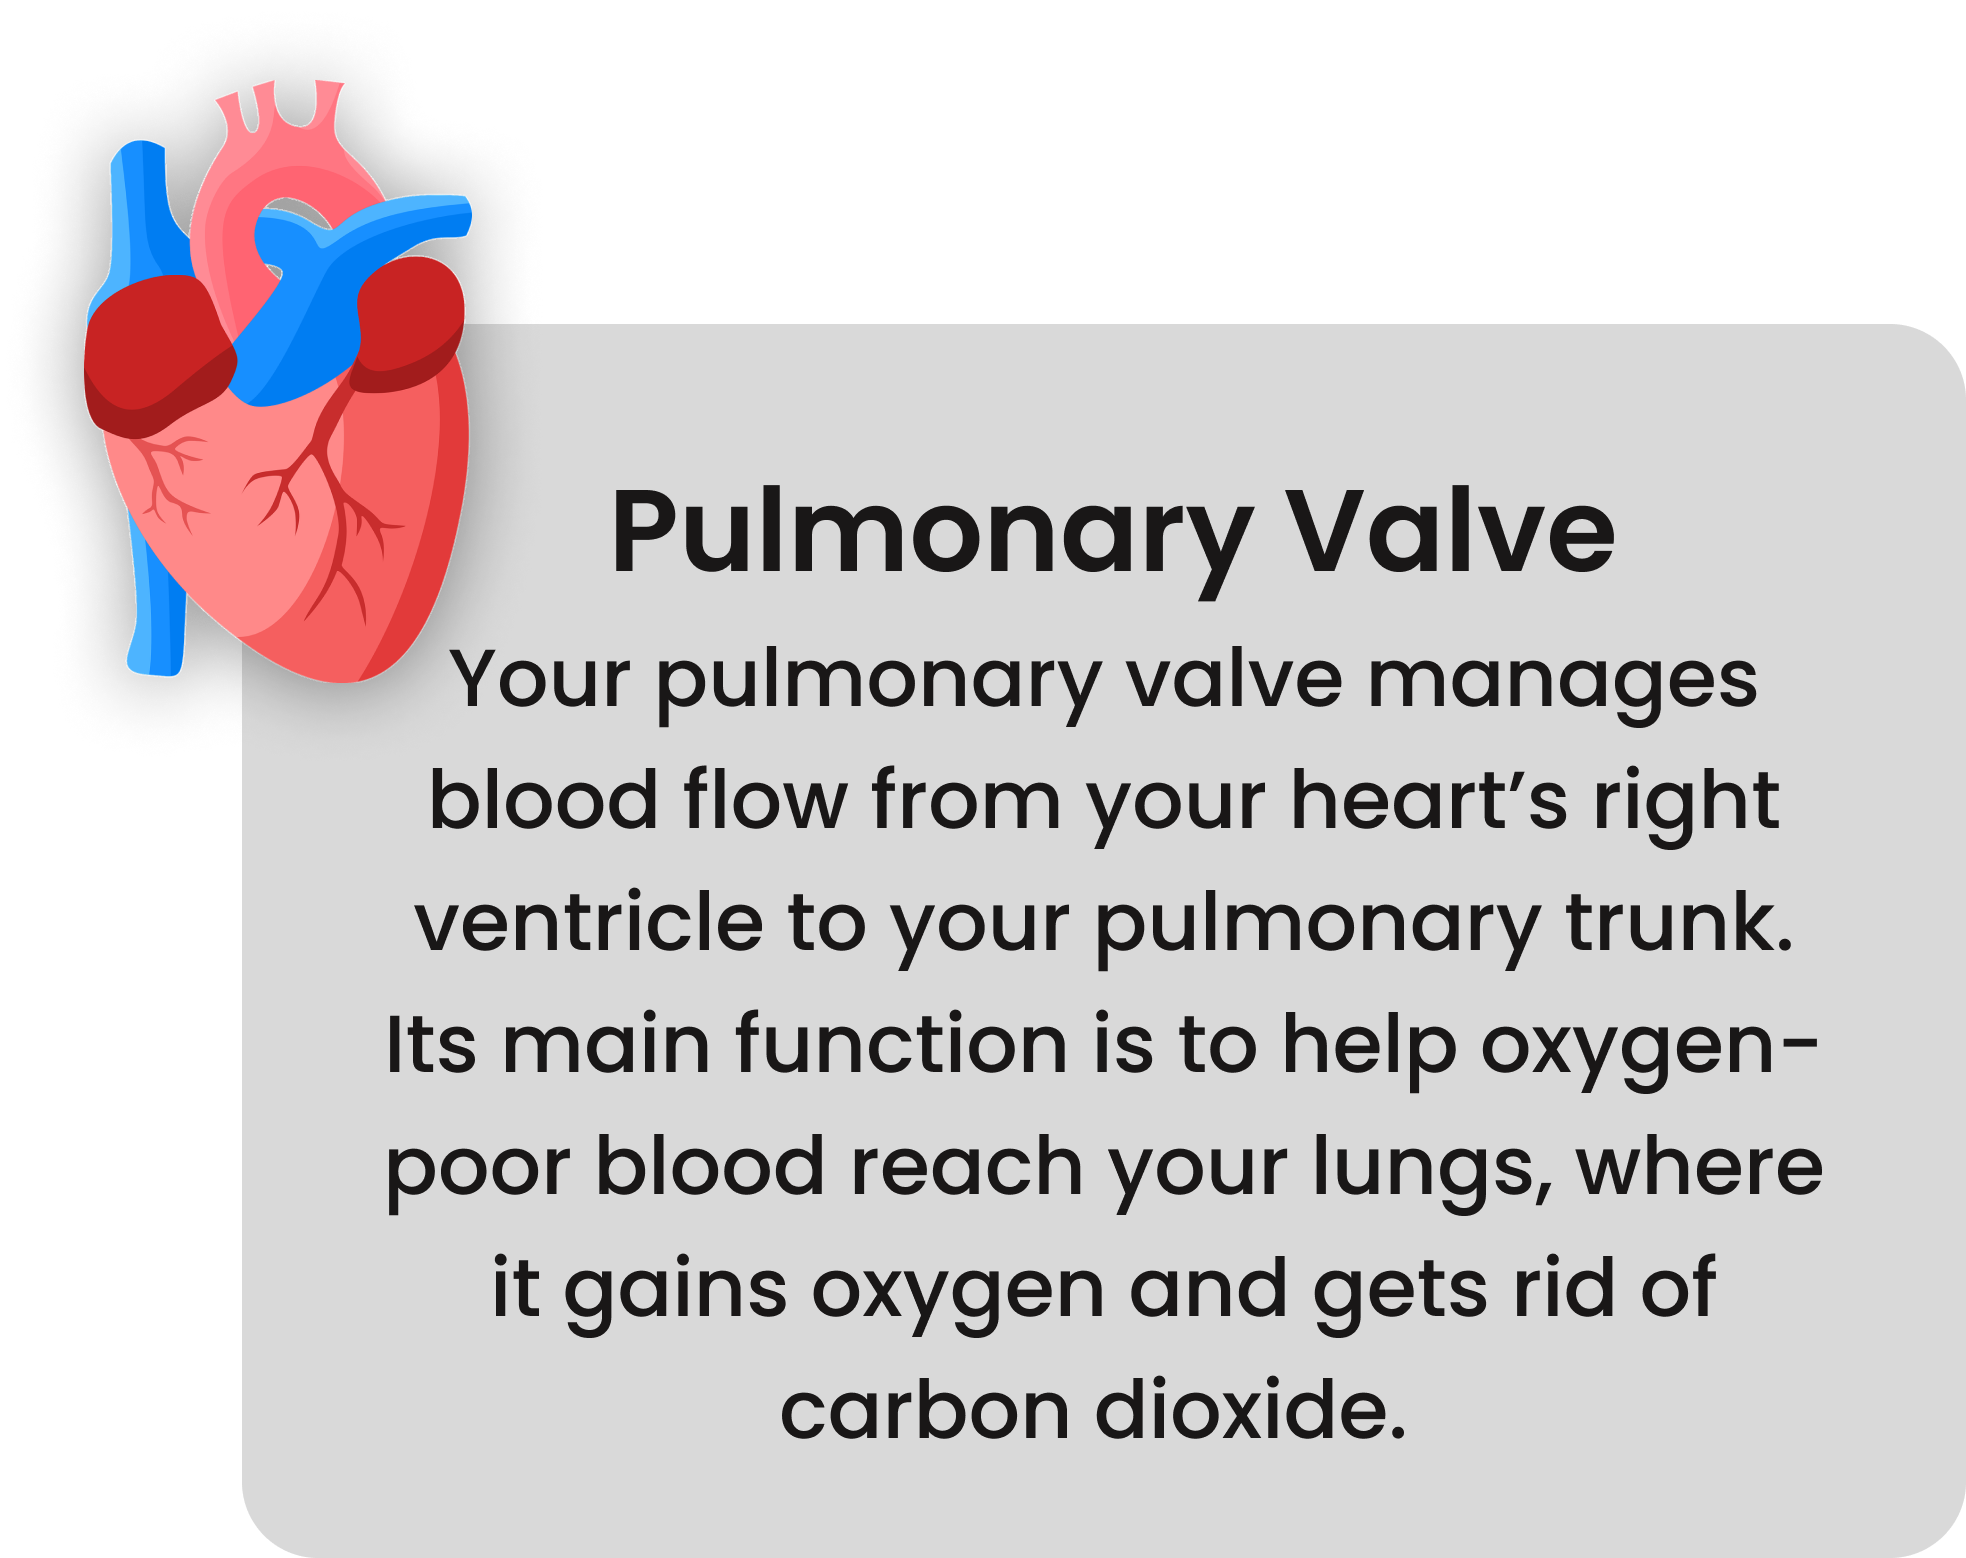 Pulmonary Valve
Your pulmonary valve manages
blood flow from your heart’s right
ventricle to your pulmonary trunk.
Its main function is to help oxygen-
poor blood reach your lungs, where
it gains oxygen and gets rid of
carbon dioxide.